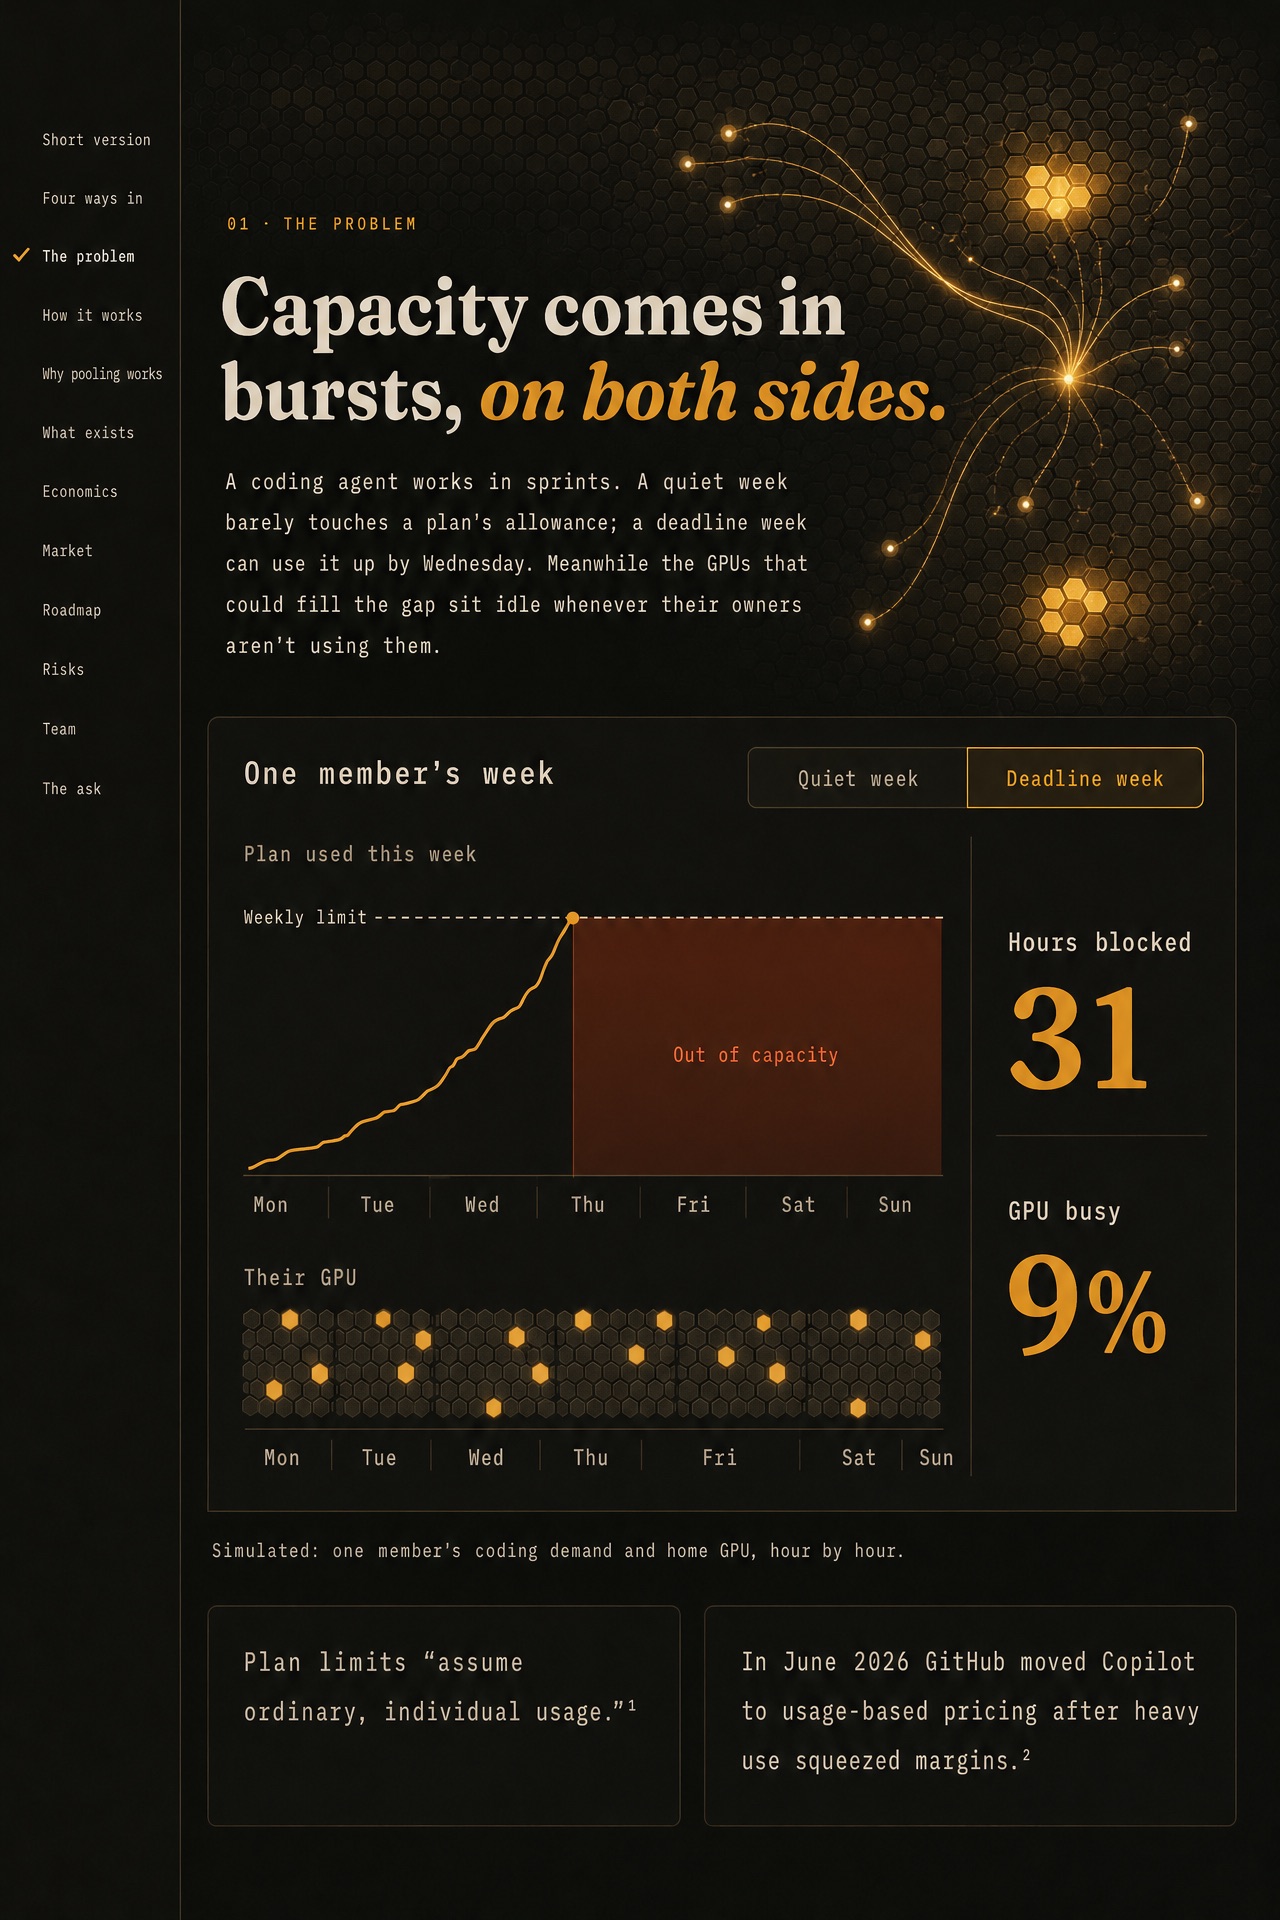 Short version
Four ways in
The problem
How it works
Why pooling works
What exists
Economics
Market
Roadmap
Risks
Team
The ask
01 · THE PROBLEM
Capacity comes in
bursts, on both sides.
A coding agent works in sprints. A quiet week
barely touches a plan's allowance; a deadline week
can use it up by Wednesday. Meanwhile the GPUs that
could fill the gap sit idle whenever their owners
aren't using them.
One member's week
Quiet week
Deadline week
Plan used this week
Weekly limit
Out of capacity
Mon Tue Wed Thu Fri Sat Sun
Hours blocked
31
Their GPU
Mon Tue Wed Thu Fri Sat Sun
GPU busy
9%
Simulated: one member's coding demand and home GPU, hour by hour.
Plan limits “assume
ordinary, individual usage.”¹
In June 2026 GitHub moved Copilot
to usage-based pricing after heavy
use squeezed margins.²